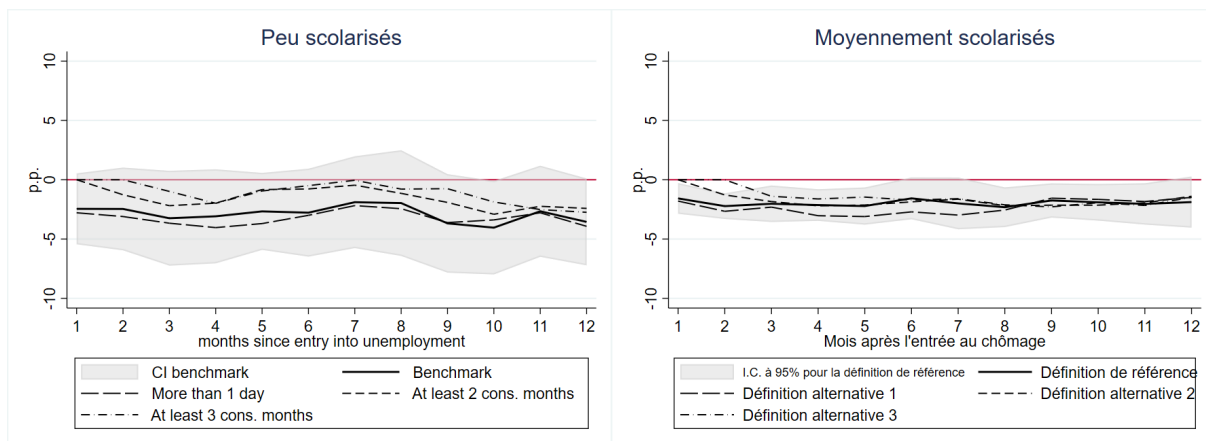 Peu scolarisés
10
5
0
-5
-10
p.p.
1 2 3 4 5 6 7 8 9 10 11 12
months since entry into unemployment
CI benchmark Benchmark
More than 1 day At least 2 cons. months
At least 3 cons. months
Moyennement scolarisés
10
5
0
-5
-10
p.p.
1 2 3 4 5 6 7 8 9 10 11 12
Mois après l'entrée au chômage
I.C. à 95% pour la définition de référence Définition de référence
Définition alternative 1 Définition alternative 2
Définition alternative 3